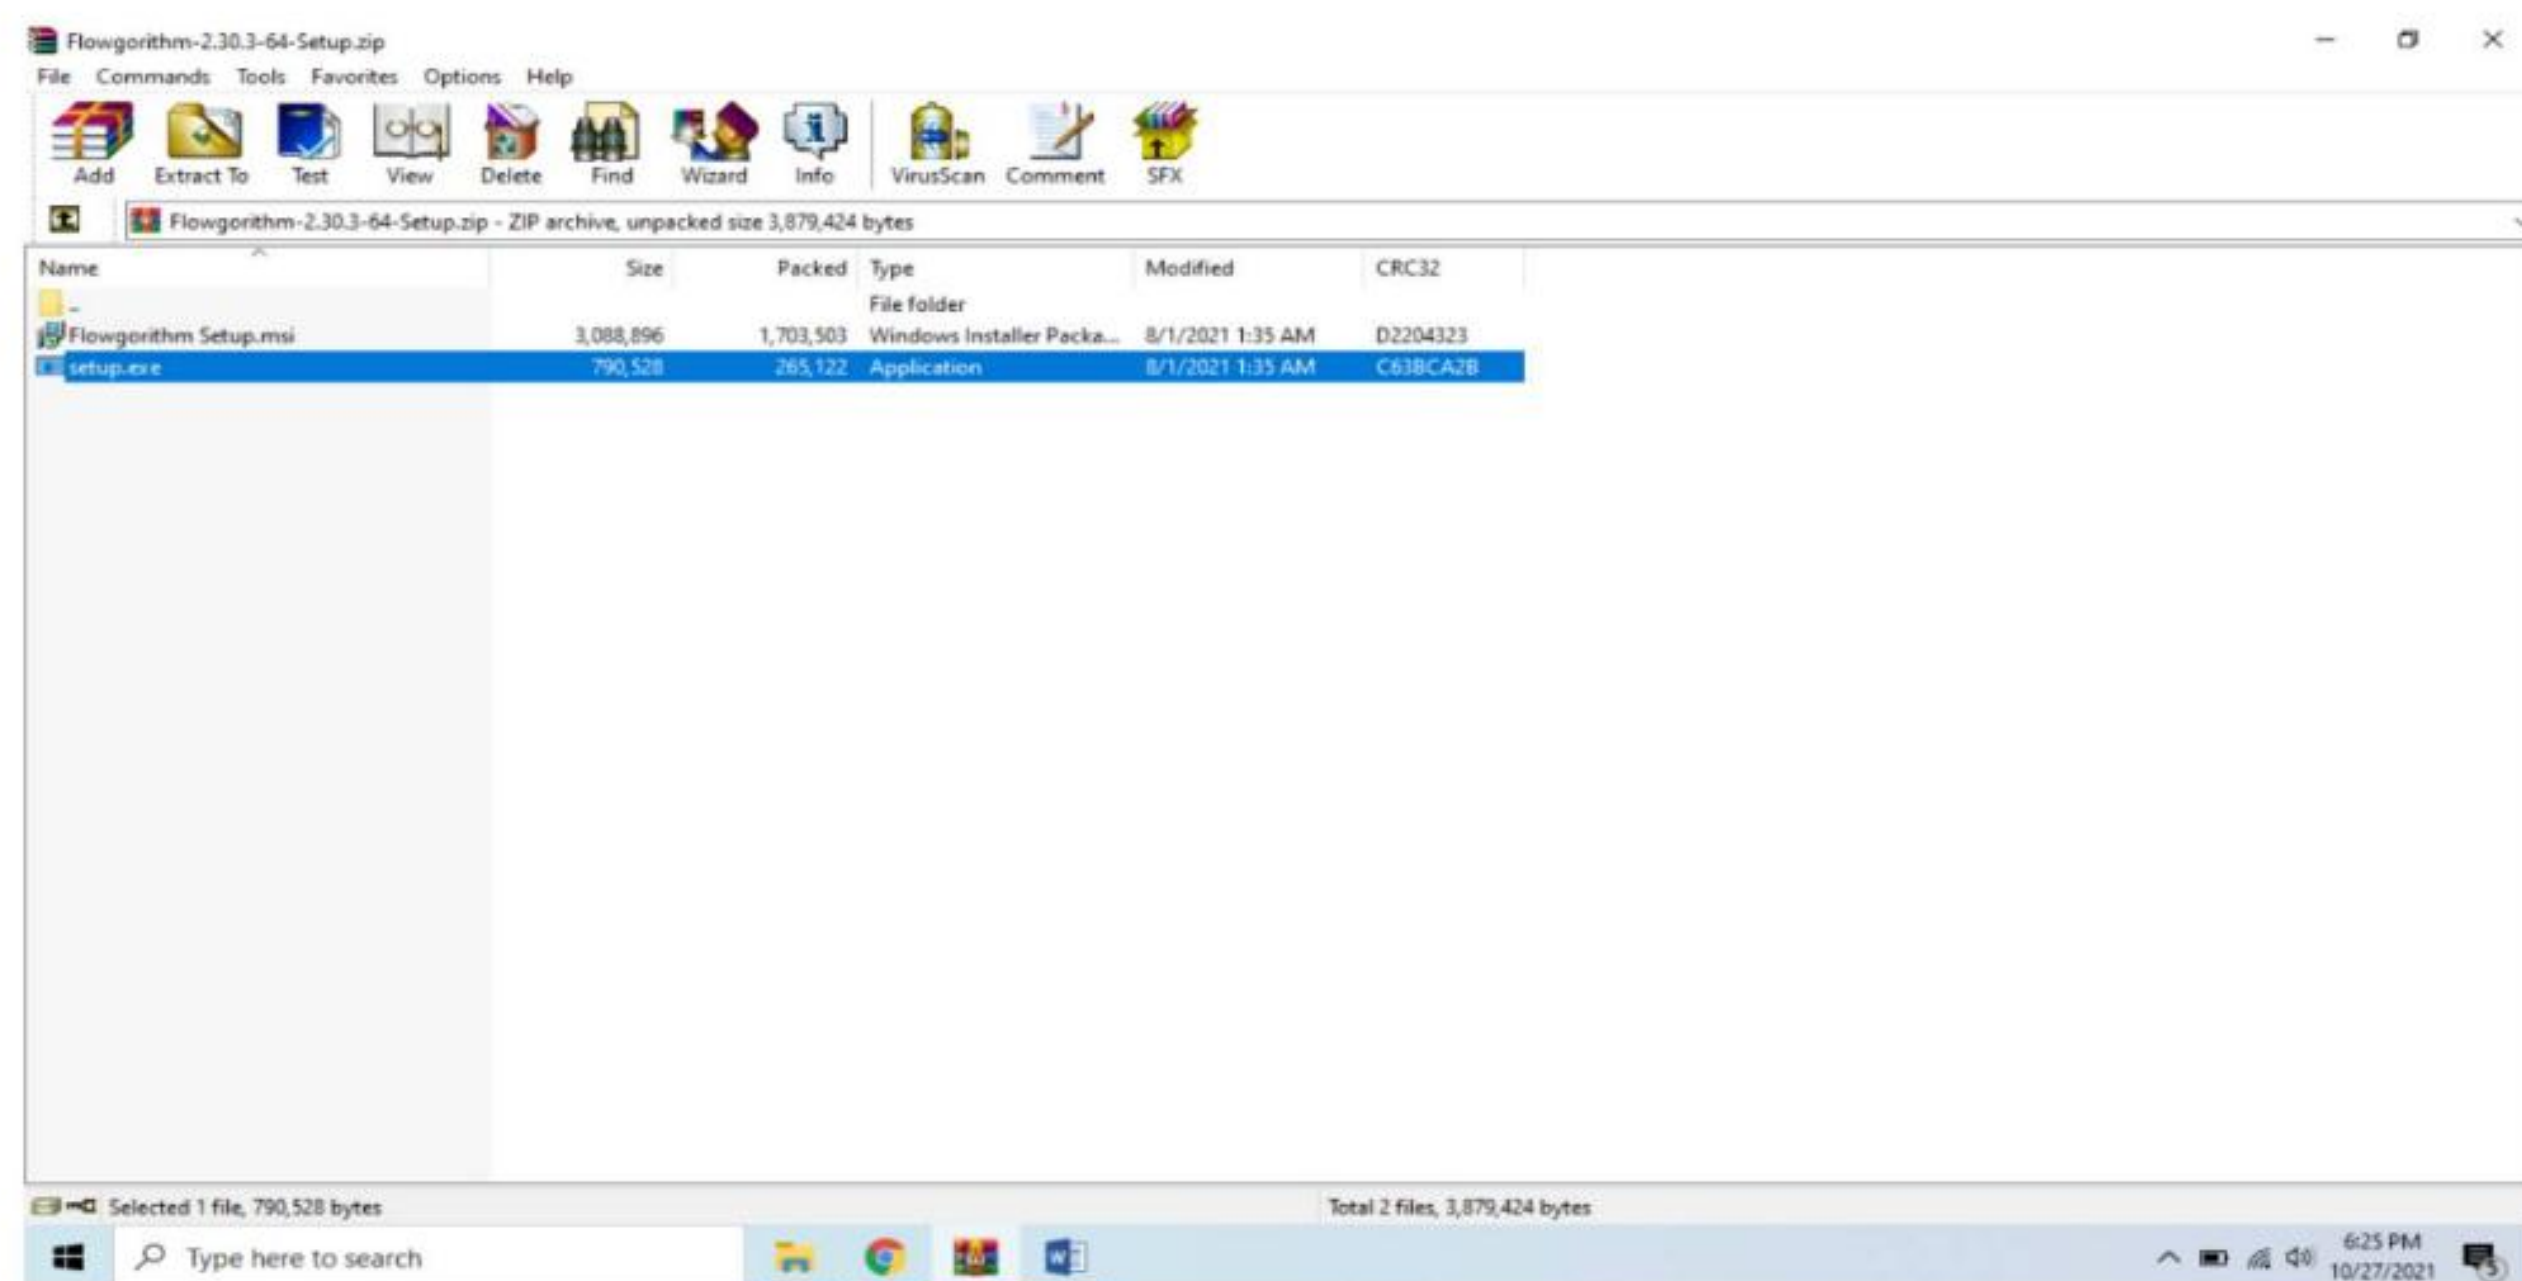 Flowgorithm-2.30.3-64-Setup.zip
File Commands Tools Favorites Options Help
Add Extract To Test View Delete Find Wizard Info VirusScan Comment SFX
Flowgorithm-2.30.3-64-Setup.zip - ZIP archive, unpacked size 3,879,424 bytes
Name Size Packed Type Modified CRC32
.. File folder
Flowgorithm Setup.msi 3,088,896 1,703,503 Windows Installer Packa... 8/1/2021 1:35 AM D2204323
setup.exe 790,528 265,122 Application 8/1/2021 1:35 AM C63BCA2B
Selected 1 file, 790,528 bytes Total 2 files, 3,879,424 bytes
Type here to search 6:25 PM
10/27/2021 5